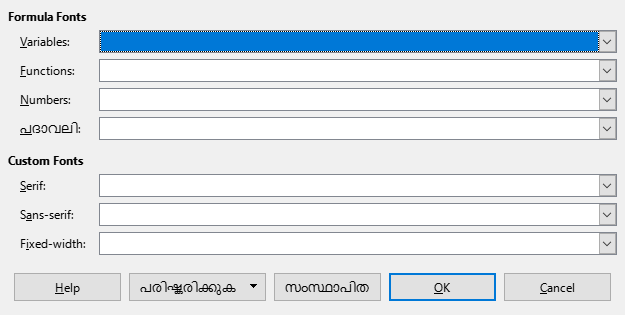 Formula Fonts
Variables:
Functions:
Numbers:
പദാവലി:
Custom Fonts
Serif:
Sans-serif:
Fixed-width:
Help പരിഷ്ക്കരിക്കുക സംസ്ഥാപിത OK Cancel